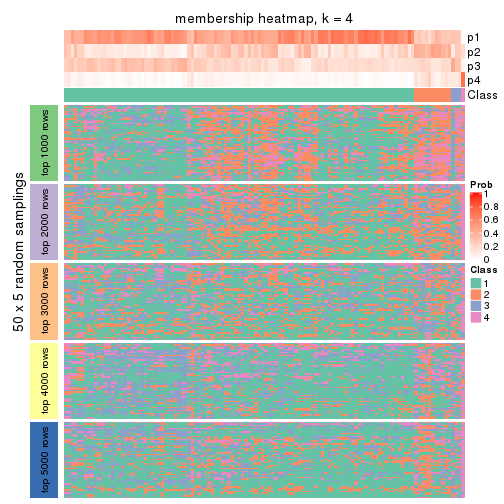 membership heatmap, k = 4
p1
p2
p3
p4
Class
50 x 5 random samplings
top 1000 rows
top 2000 rows
top 3000 rows
top 4000 rows
top 5000 rows
Prob
1
0.8
0.6
0.4
0.2
0
Class
1
2
3
4